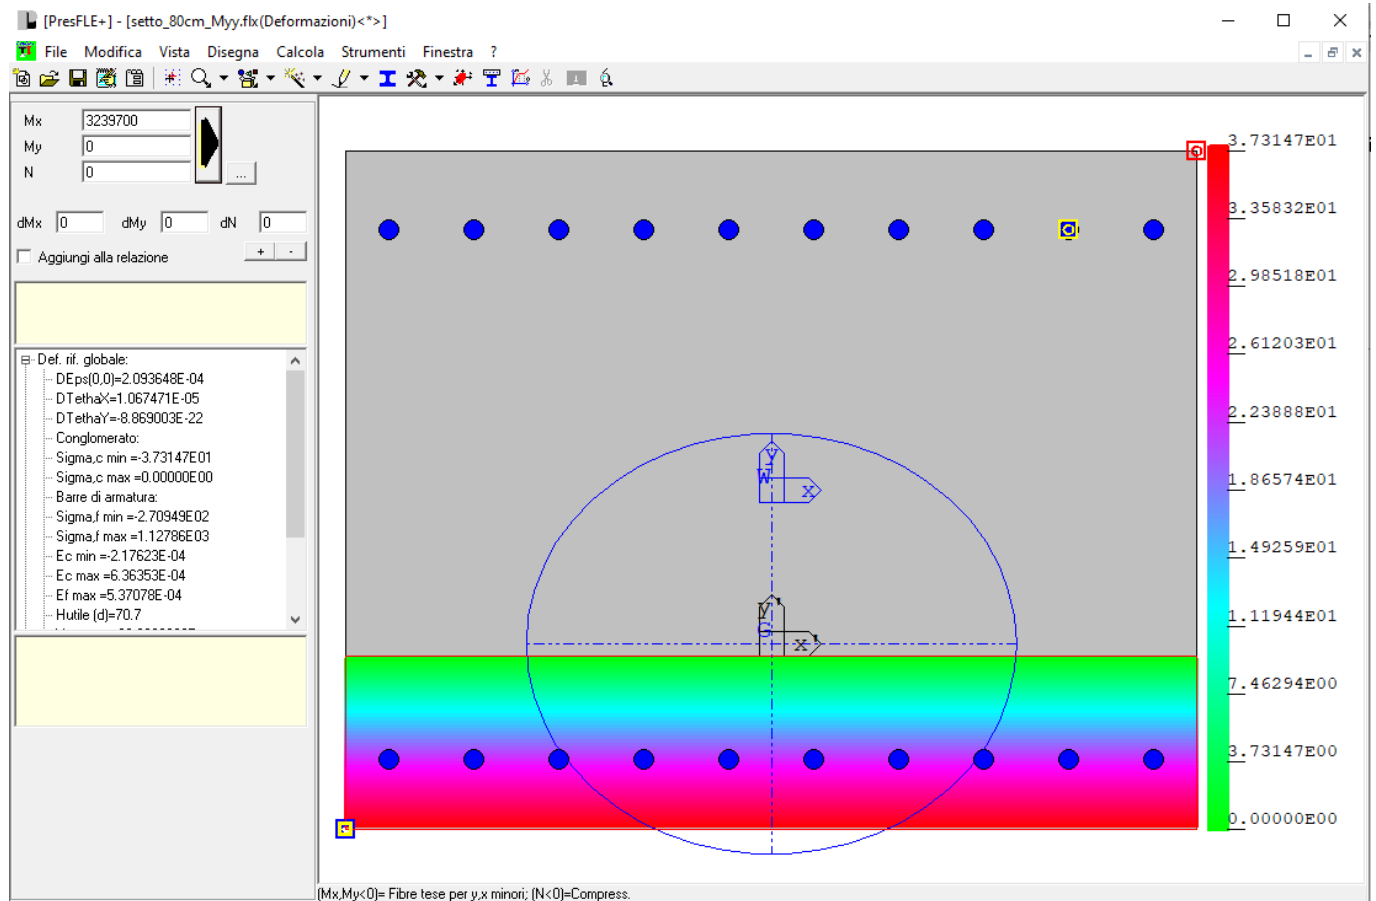 [PresFLE+] - [setto_80cm_Myy.flx(Deformazioni)<*>]
File Modifica Vista Disegna Calcola Strumenti Finestra ?
Mx 3239700
My 0
N 0
...
dMx 0 dMy 0 dN 0
Aggiungi alla relazione + -
Def. rif. globale:
DEps(0,0)=2.093648E-04
DTethaX=1.067471E-05
DTethaY=-8.869003E-22
Conglomerato:
Sigma,c min =-3.73147E01
Sigma,c max =0.00000E00
Barre di armatura:
Sigma,f min =-2.70949E02
Sigma,f max =1.12786E03
Ec min =-2.17623E-04
Ec max =6.36353E-04
Ef max =5.37078E-04
Hutile (d)=70.7
y
W
x
y'
G
x'
3.73147E01
3.35832E01
2.98518E01
2.61203E01
2.23888E01
1.86574E01
1.49259E01
1.11944E01
7.46294E00
3.73147E00
0.00000E00
(Mx,My<0)= Fibre tese per y,x minori; (N<0)=Compress.